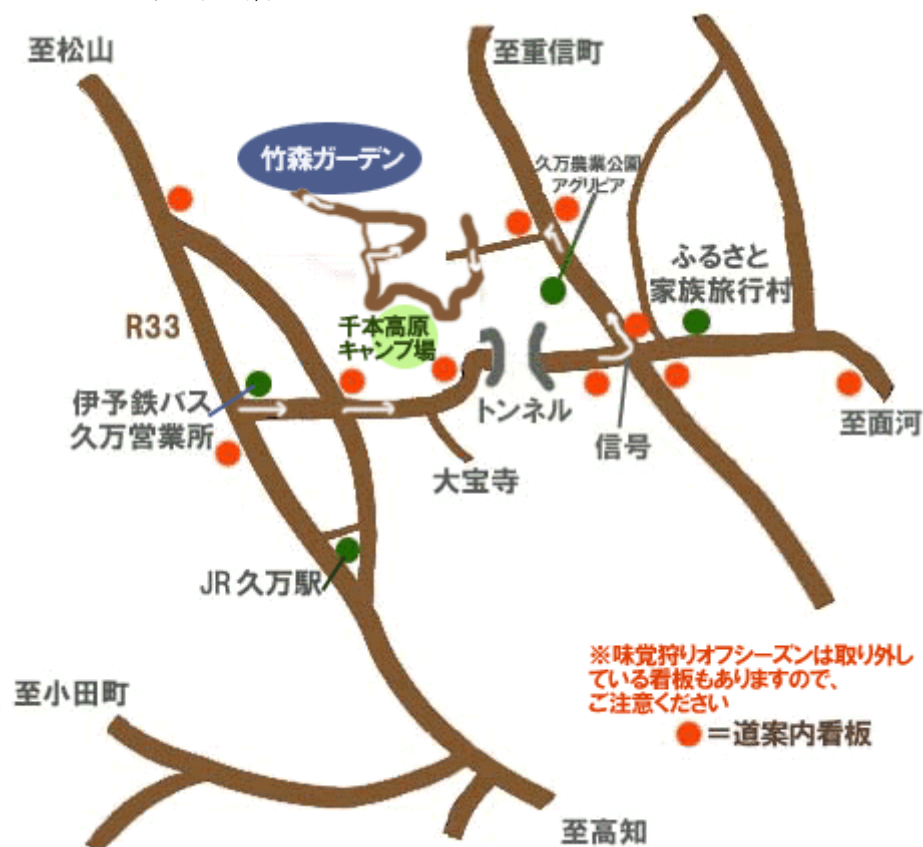 至松山
至重信町
竹森ガーデン
久万農業公園
アグリピア
ふるさと
家族旅行村
R33
千本高原
キャンプ場
伊予鉄バス
久万営業所
トンネル
信号
至面河
大宝寺
JR久万駅
※味覚狩りオフシーズンは取り外し
ている看板もありますので、
ご注意ください
至小田町
=道案内看板
至高知